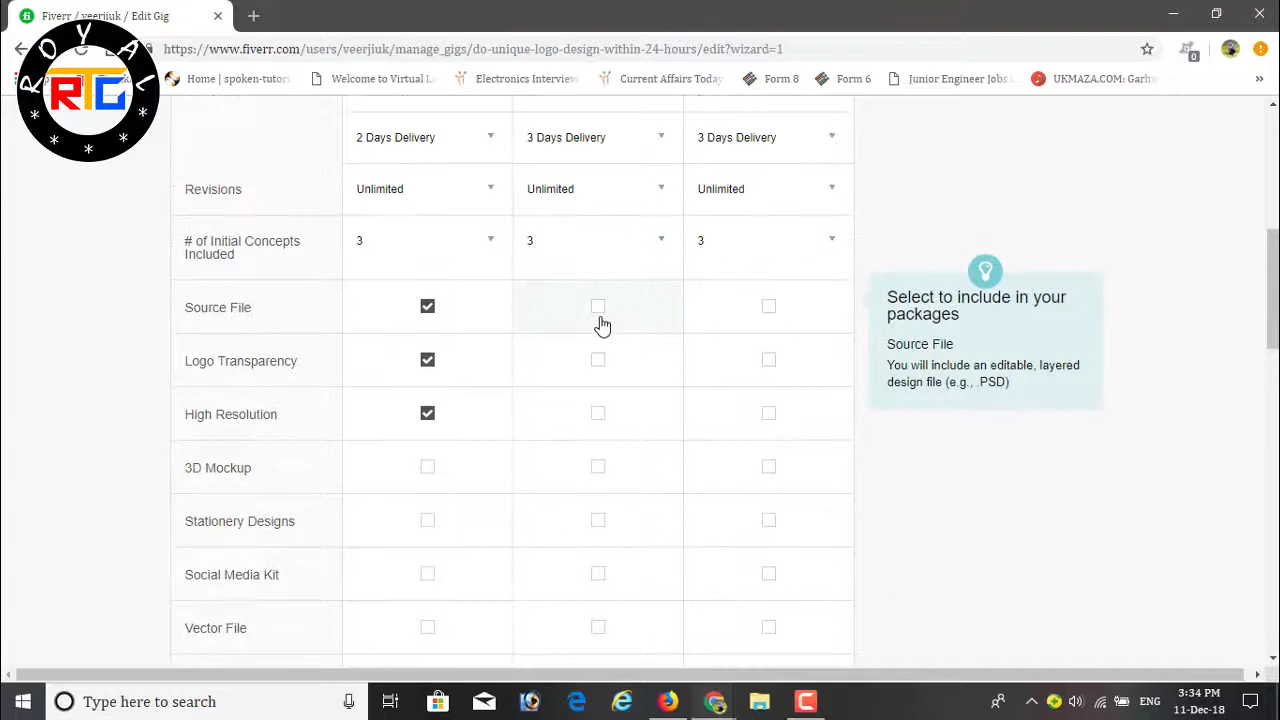 Fiverr / veerjiuk / Edit Gig
https://www.fiverr.com/users/veerjiuk/manage_gigs/do-unique-logo-design-within-24-hours/edit?wizard=1
ROYAL
RTG
Home | spoken-tutori
Welcome to Virtual La
Electronics Interview
Current Affairs Today
Form 8
Form 6
Junior Engineer Jobs
UKMAZA.COM: Garhw
0
2 Days Delivery 3 Days Delivery 3 Days Delivery
Revisions Unlimited Unlimited Unlimited
# of Initial Concepts
Included 3 3 3
Source File
Logo Transparency
High Resolution
3D Mockup
Stationery Designs
Social Media Kit
Vector File
Select to include in your
packages
Source File
You will include an editable, layered
design file (e.g., .PSD)
Type here to search
ENG
3:34 PM
11-Dec-18